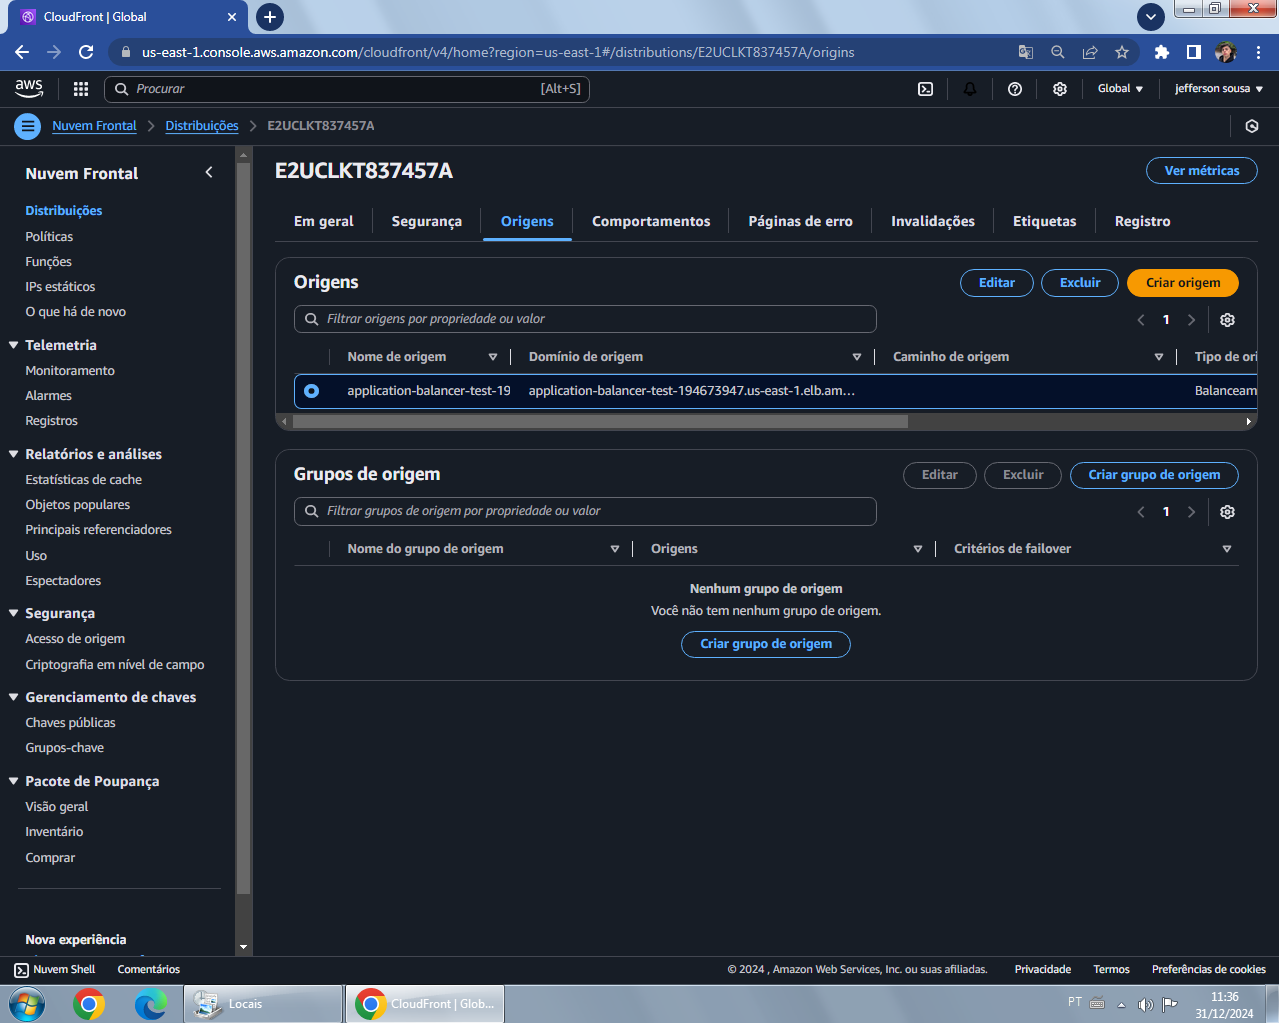 CloudFront | Global
us-east-1.console.aws.amazon.com/cloudfront/v4/home?region=us-east-1#/distributions/E2UCLKT837457A/origins
aws
Procurar
[Alt+S]
Global
jefferson sousa
Nuvem Frontal
Distribuições
E2UCLKT837457A
Nuvem Frontal
Distribuições
Políticas
Funções
IPs estáticos
O que há de novo
Telemetria
Monitoramento
Alarmes
Registros
Relatórios e análises
Estatísticas de cache
Objetos populares
Principais referenciadores
Uso
Espectadores
Segurança
Acesso de origem
Criptografia em nível de campo
Gerenciamento de chaves
Chaves públicas
Grupos-chave
Pacote de Poupança
Visão geral
Inventário
Comprar
Nova experiência
E2UCLKT837457A
Ver métricas
Em geral
Segurança
Origens
Comportamentos
Páginas de erro
Invalidações
Etiquetas
Registro
Origens
Editar
Excluir
Criar origem
Filtrar origens por propriedade ou valor
1
Nome de origem
Domínio de origem
Caminho de origem
Tipo de ori
application-balancer-test-19
application-balancer-test-194673947.us-east-1.elb.am...
Balanceam
Grupos de origem
Editar
Excluir
Criar grupo de origem
Filtrar grupos de origem por propriedade ou valor
1
Nome do grupo de origem
Origens
Critérios de failover
Nenhum grupo de origem
Você não tem nenhum grupo de origem.
Criar grupo de origem
Nuvem Shell
Comentários
© 2024 , Amazon Web Services, Inc. ou suas afiliadas.
Privacidade
Termos
Preferências de cookies
Locais
CloudFront | Glob...
PT
11:36
31/12/2024